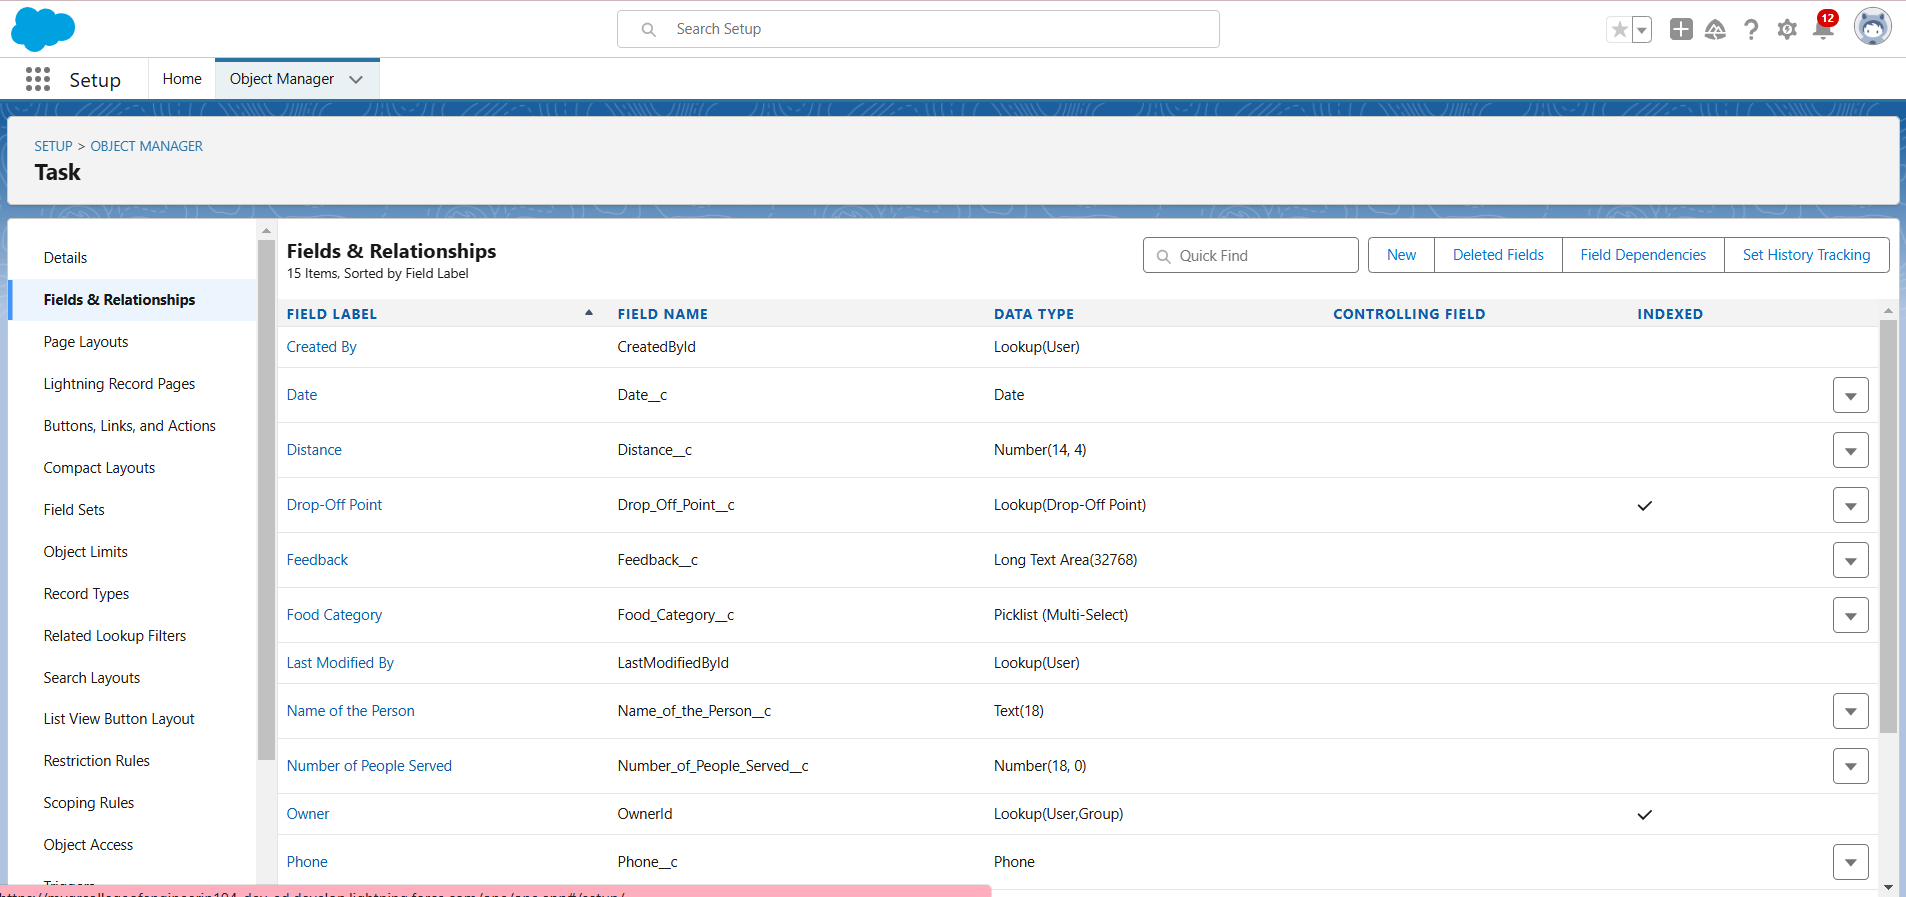 Search Setup
12
Setup
Home
Object Manager
SETUP > OBJECT MANAGER
Task
Details
Fields & Relationships
Page Layouts
Lightning Record Pages
Buttons, Links, and Actions
Compact Layouts
Field Sets
Object Limits
Record Types
Related Lookup Filters
Search Layouts
List View Button Layout
Restriction Rules
Scoping Rules
Object Access
Triggers
Fields & Relationships
15 Items, Sorted by Field Label
Quick Find
New
Deleted Fields
Field Dependencies
Set History Tracking
FIELD LABEL FIELD NAME DATA TYPE CONTROLLING FIELD INDEXED
Created By CreatedById Lookup(User)
Date Date__c Date
Distance Distance__c Number(14, 4)
Drop-Off Point Drop_Off_Point__c Lookup(Drop-Off Point)
Feedback Feedback__c Long Text Area(32768)
Food Category Food_Category__c Picklist (Multi-Select)
Last Modified By LastModifiedById Lookup(User)
Name of the Person Name_of_the_Person__c Text(18)
Number of People Served Number_of_People_Served__c Number(18, 0)
Owner OwnerId Lookup(User,Group)
Phone Phone__c Phone